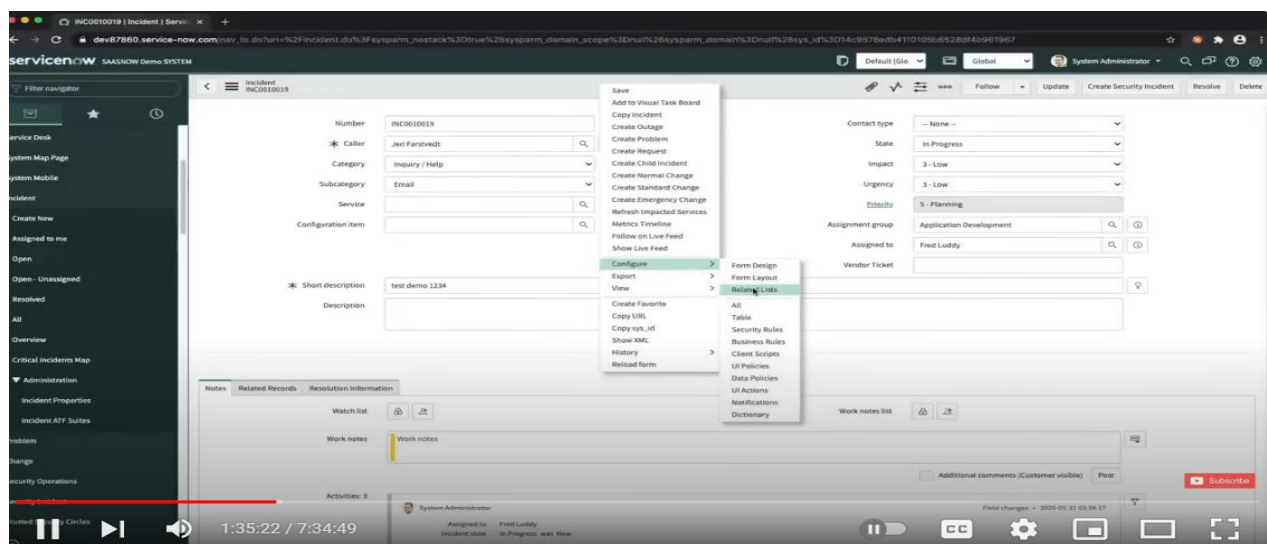 INC0010019 | Incident | Servic
dev87860.service-now.com/nav_to.do?uri=%2Fincident.do%3Fsysparm_nostack%3Dtrue%26sysparm_domain_scope%3Dnull%26sysparm_domain%3Dnull%26sys_id%3D
servicenow SAASNOW Demo SYSTEM
Default (Glo
Global
System Administrator
Filter navigator
Incident
INC0010019
Follow
Update
Create Security Incident
Resolve
Delete
Service Desk
System Map Page
System Mobile
Incident
Create New
Assigned to me
Open
Open - Unassigned
Resolved
All
Overview
Critical Incidents Map
Administration
Incident Properties
Incident ATF Suites
Problem
Change
Security Operations
Trusted Security Circles
Number INC0010019
Caller Jeri Farstvedt
Category Inquiry / Help
Subcategory Email
Service
Configuration item
Short description test demo 1234
Description
Save
Add to Visual Task Board
Copy Incident
Create Outage
Create Problem
Create Request
Create Child Incident
Create Normal Change
Create Standard Change
Create Emergency Change
Refresh Impacted Services
Metrics Timeline
Follow on Live Feed
Show Live Feed
Configure
Export
View
Create Favorite
Copy URL
Copy sys_id
Show XML
History
Reload form
Form Design
Form Layout
Related Lists
All
Table
Security Rules
Business Rules
Client Scripts
UI Policies
Data Policies
UI Actions
Notifications
Dictionary
Contact type -- None --
State In Progress
Impact 3 - Low
Urgency 3 - Low
Priority 5 - Planning
Assignment group Application Development
Assigned to Fred Luddy
Vendor Ticket
Notes Related Records Resolution Information
Watch list
Work notes list
Work notes Work notes
Additional comments (Customer visible) Post
Subscribe
Activities: 3
System Administrator
Field changes • 2020-05-31 03:34:17
Assigned to Fred Luddy
Incident state In Progress was New
1:35:22 / 7:34:49
CC